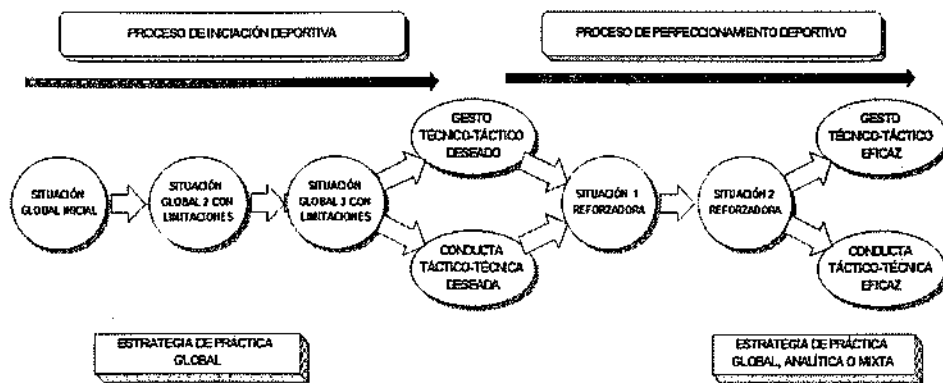 PROCESO DE INICIACIÓN DEPORTIVA
PROCESO DE PERFECCIONAMIENTO DEPORTIVO
GESTO
TÉCNICO-TÁCTICO
DESEADO
GESTO
TÉCNICO-TÁCTICO
EFICAZ
SITUACIÓN
GLOBAL INICIAL
SITUACIÓN
GLOBAL 2 CON
LIMITACIONES
SITUACIÓN
GLOBAL 3 CON
LIMITACIONES
SITUACIÓN 1
REFORZADORA
SITUACIÓN 2
REFORZADORA
CONDUCTA
TÁCTICO-TÉCNICA
DESEADA
CONDUCTA
TÁCTICO-TÉCNICA
EFICAZ
ESTRATEGIA DE PRÁCTICA
GLOBAL
ESTRATEGIA DE PRÁCTICA
GLOBAL, ANALÍTICA O MIXTA